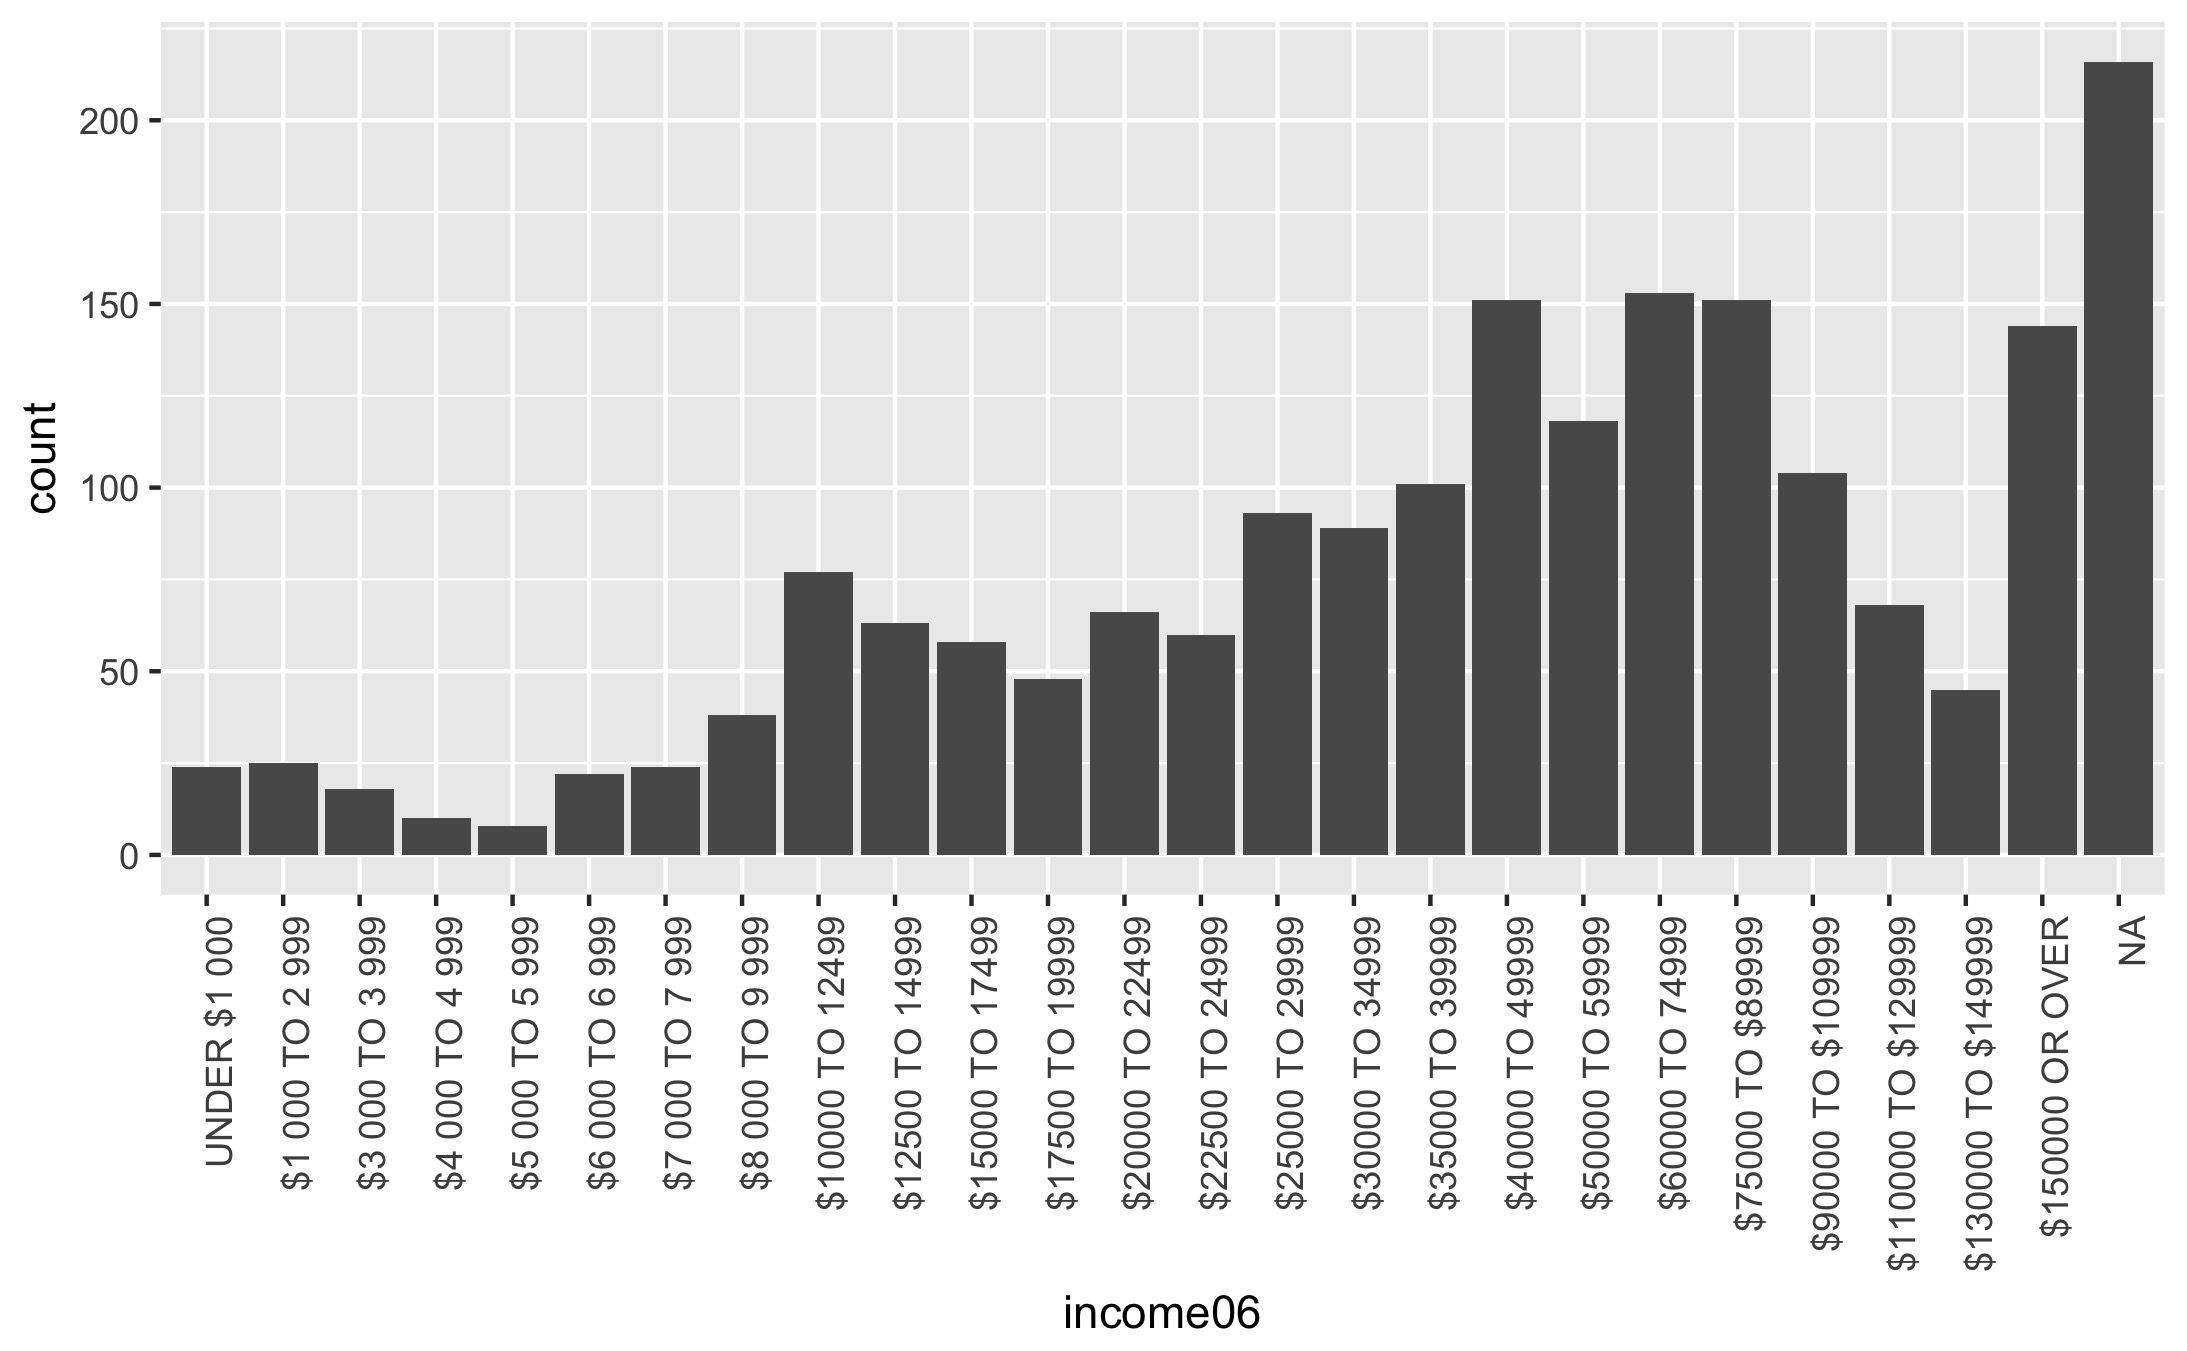 count
200
150
100
50
0
UNDER $1 000
$1 000 TO 2 999
$3 000 TO 3 999
$4 000 TO 4 999
$5 000 TO 5 999
$6 000 TO 6 999
$7 000 TO 7 999
$8 000 TO 9 999
$10000 TO 12499
$12500 TO 14999
$15000 TO 17499
$17500 TO 19999
$20000 TO 22499
$22500 TO 24999
$25000 TO 29999
$30000 TO 34999
$35000 TO 39999
$40000 TO 49999
$50000 TO 59999
$60000 TO 74999
$75000 TO $89999
$90000 TO $109999
$110000 TO $129999
$130000 TO $149999
$150000 OR OVER
NA
income06